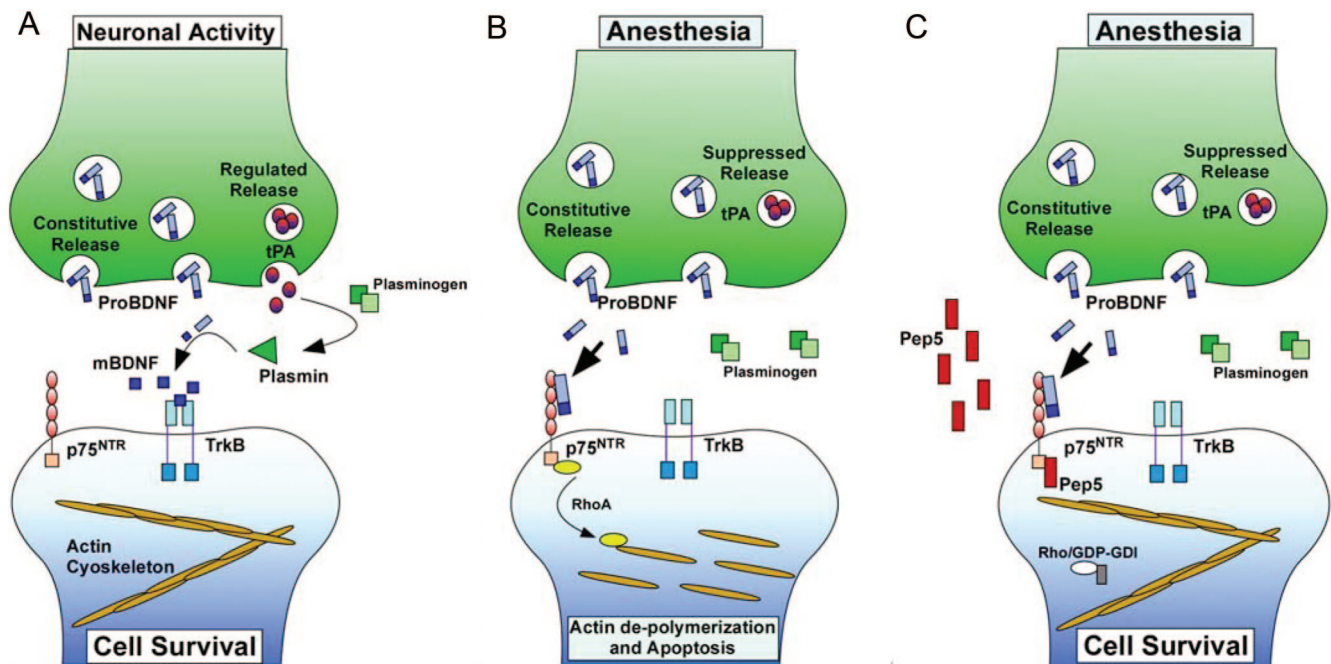 A
Neuronal Activity
Regulated
Release
Constitutive
Release
tPA
ProBDNF
Plasminogen
mBDNF
Plasmin
p75NTR
TrkB
Actin
Cyoskeleton
Cell Survival
B
Anesthesia
Suppressed
Release
tPA
Constitutive
Release
ProBDNF
Plasminogen
p75NTR
TrkB
RhoA
Actin de-polymerization
and Apoptosis
C
Anesthesia
Suppressed
Release
tPA
Constitutive
Release
ProBDNF
Pep5
Plasminogen
p75NTR
TrkB
Pep5
Rho/GDP-GDI
Cell Survival